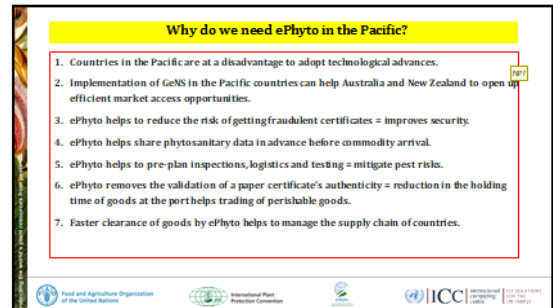 Why do we need ePhyto in the Pacific?
1. Countries in the Pacific are at a disadvantage to adopt technological advances.
NP7
2. Implementation of GeNS in the Pacific countries can help Australia and New Zealand to open up
efficient market access opportunities.
3. ePhyto helps to reduce the risk of getting fraudulent certificates = improves security.
4. ePhyto helps share phytosanitary data in advance before commodity arrival.
5. ePhyto helps to pre-plan inspections, logistics and testing = mitigate pest risks.
6. ePhyto removes the validation of a paper certificate's authenticity = reduction in the holding
time of goods at the port helps trading of perishable goods.
7. Faster clearance of goods by ePhyto helps to manage the supply chain of countries.
Food and Agriculture Organization
of the United Nations
International Plant
Protection Convention
ICC
international
computing
centre